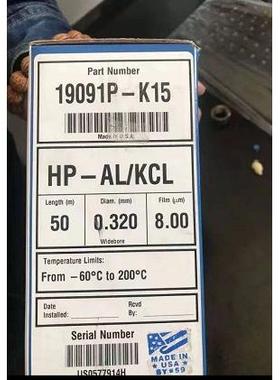 Part Number
19091P-K15
Made in U.S.A.
HP-AL/KCL
Length (m) Diam. (mm) Film (µm)
50 0.320 8.00
Widebore
Temperature Limits:
From -60°C to 200°C
Date Installed: Rcvd By:
Serial Number
US0577914H
MADE IN
USA